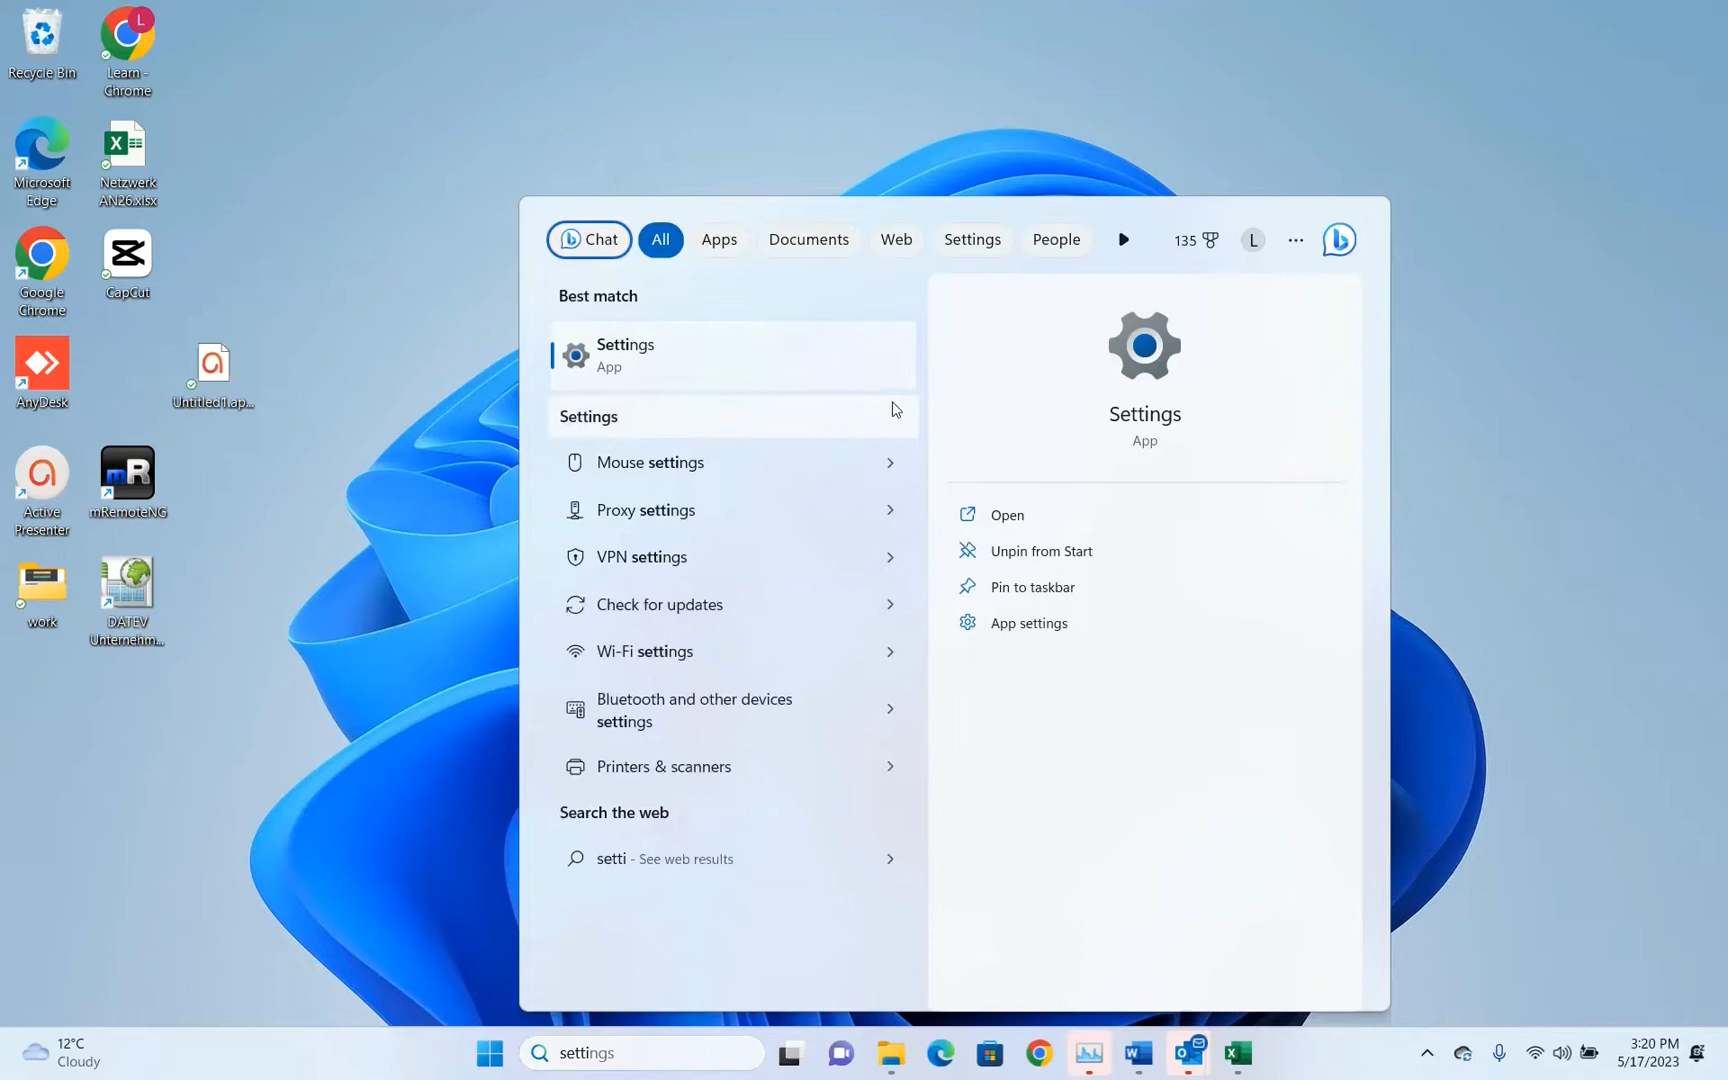 Recycle Bin
Learn -
Chrome
L
Microsoft
Edge
Netzwerk
AN26.xlsx
Google
Chrome
CapCut
AnyDesk
Untitled1.ap...
Active
Presenter
mRemoteNG
mR
work
DATEV
Unternehm...
Chat
All
Apps
Documents
Web
Settings
People
135
L
Best match
Settings
App
Settings
Mouse settings
Proxy settings
VPN settings
Check for updates
Wi-Fi settings
Bluetooth and other devices
settings
Printers & scanners
Search the web
setti - See web results
Settings
App
Open
Unpin from Start
Pin to taskbar
App settings
12°C
Cloudy
settings
3:20 PM
5/17/2023